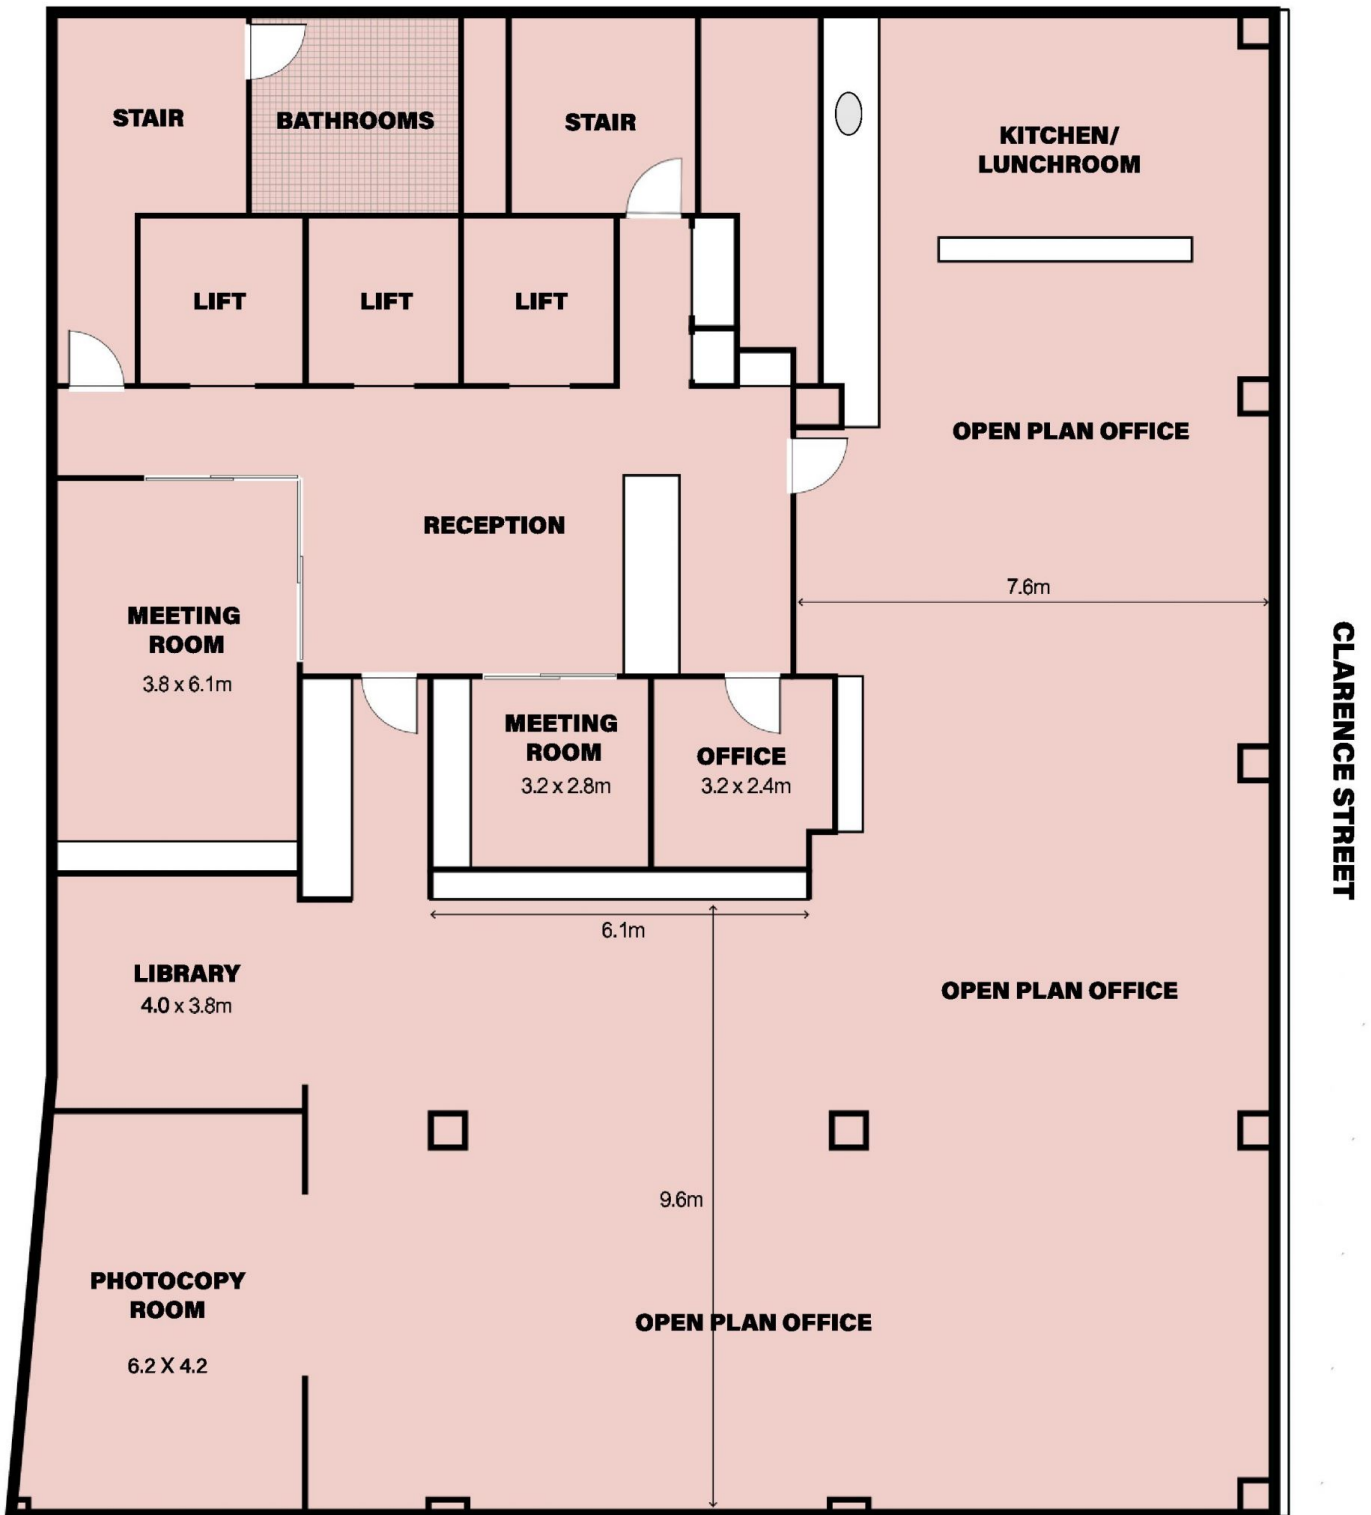 STAIR
BATHROOMS
STAIR
KITCHEN/
LUNCHROOM
LIFT
LIFT
LIFT
OPEN PLAN OFFICE
RECEPTION
7.6m
MEETING
ROOM
3.8 x 6.1m
MEETING
ROOM
3.2 x 2.8m
OFFICE
3.2 x 2.4m
CLARENCE STREET
6.1m
LIBRARY
4.0 x 3.8m
OPEN PLAN OFFICE
9.6m
PHOTOCOPY
ROOM
6.2 X 4.2
OPEN PLAN OFFICE